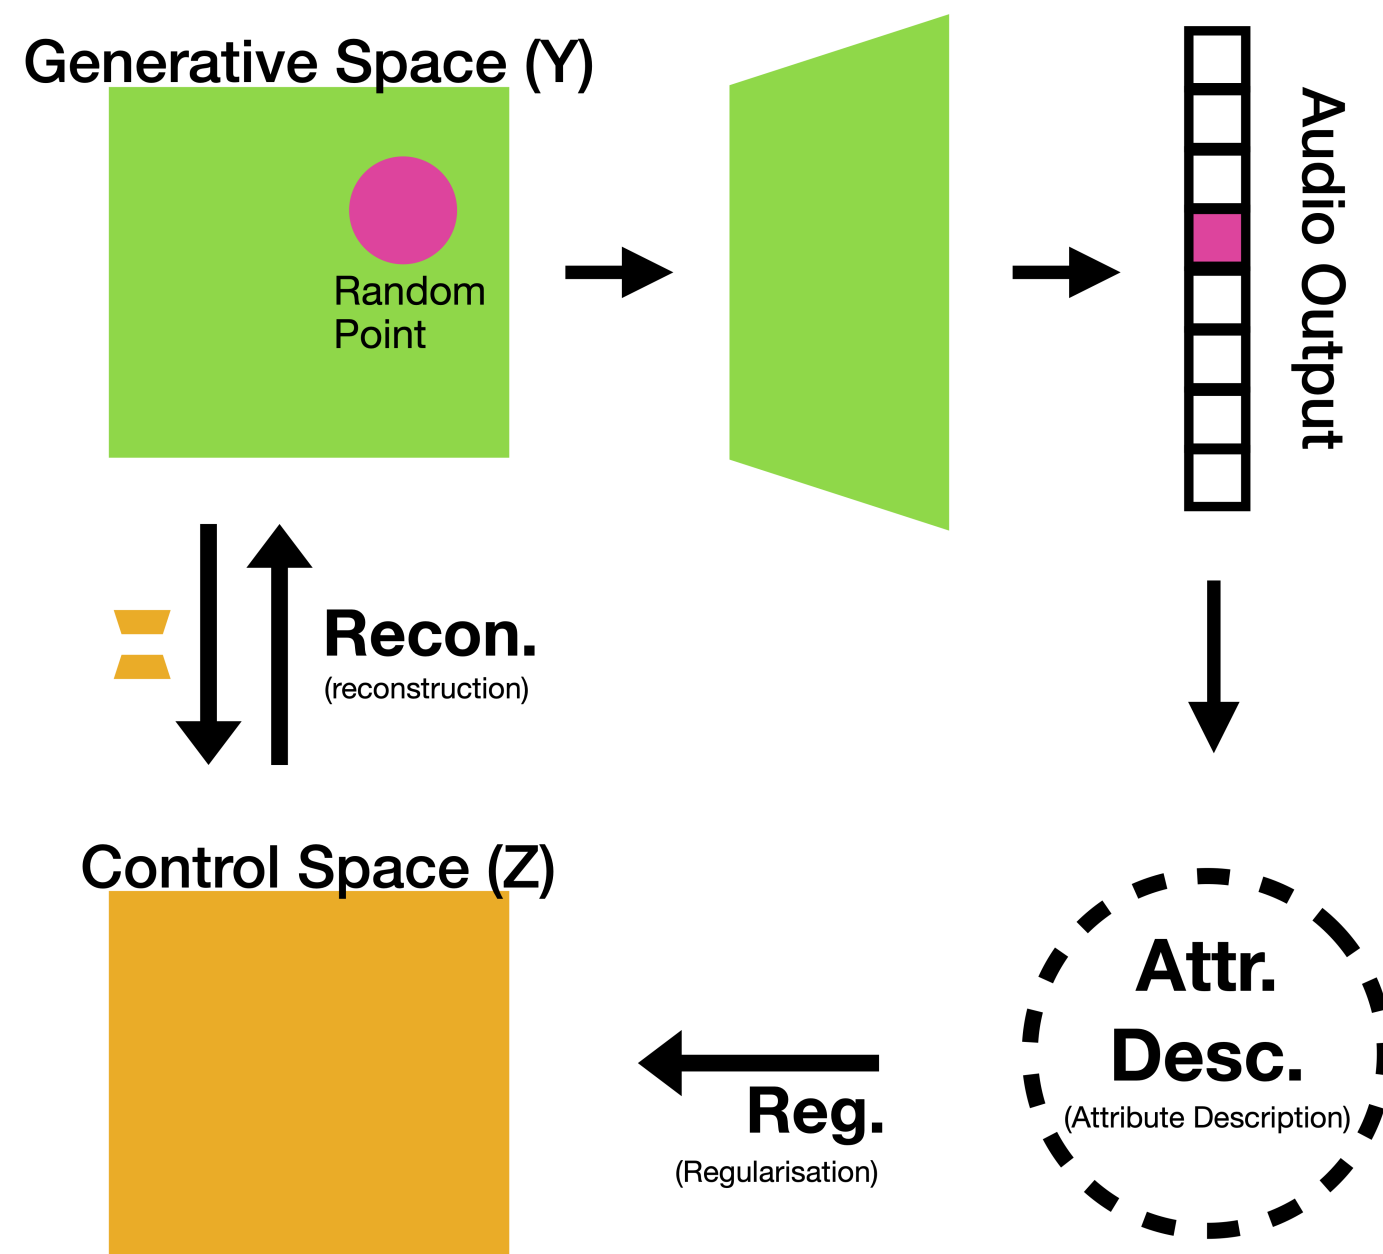 Generative Space (Y)
Random
Point
Audio Output
Recon.
(reconstruction)
Control Space (Z)
Attr.
Desc.
(Attribute Description)
Reg.
(Regularisation)